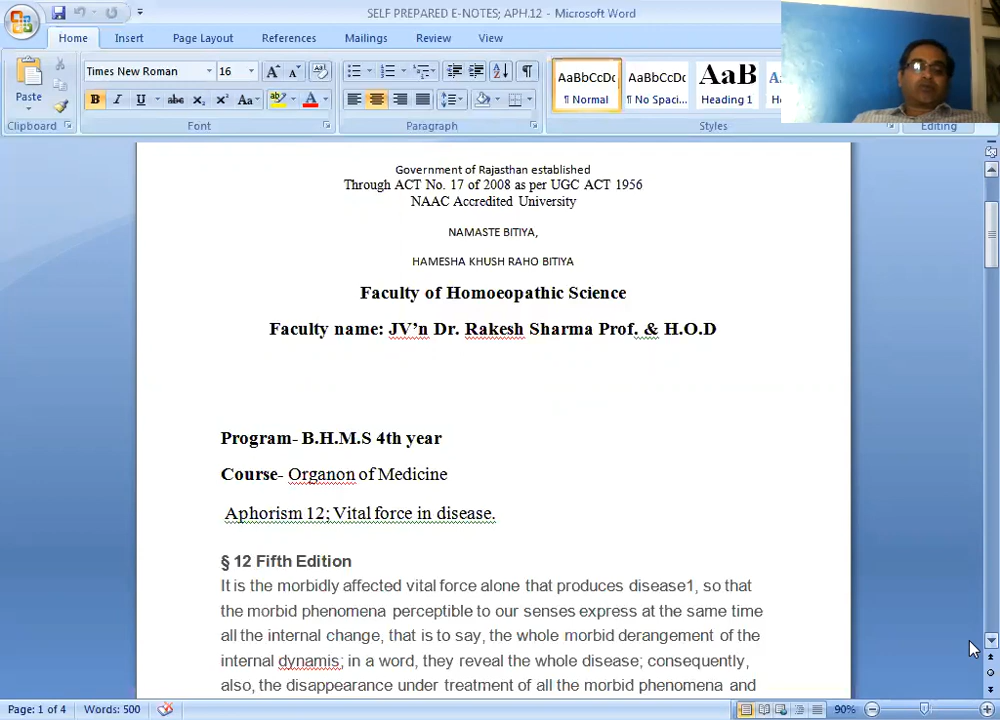 SELF PREPARED E-NOTES; APH.12 - Microsoft Word
Home Insert Page Layout References Mailings Review View
Paste
Times New Roman 16
AaBbCcDc AaBbCcDc AaBbC
¶ Normal ¶ No Spaci... Heading 1
Clipboard Font Paragraph Styles Editing
Government of Rajasthan established
Through ACT No. 17 of 2008 as per UGC ACT 1956
NAAC Accredited University
NAMASTE BITIYA,
HAMESHA KHUSH RAHO BITIYA
Faculty of Homoeopathic Science
Faculty name: JV’n Dr. Rakesh Sharma Prof. & H.O.D
Program- B.H.M.S 4th year
Course- Organon of Medicine
Aphorism 12; Vital force in disease.
§ 12 Fifth Edition
It is the morbidly affected vital force alone that produces disease1, so that
the morbid phenomena perceptible to our senses express at the same time
all the internal change, that is to say, the whole morbid derangement of the
internal dynamis; in a word, they reveal the whole disease; consequently,
also, the disappearance under treatment of all the morbid phenomena and
Page: 1 of 4 Words: 500 90%